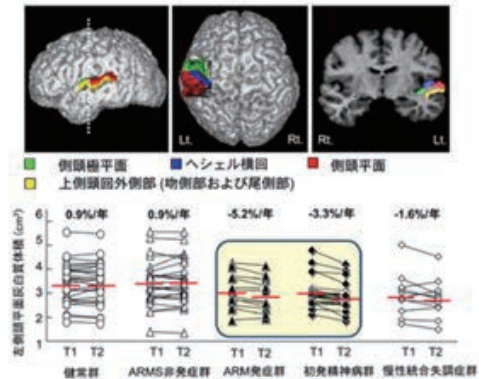 Lt.
Rt.
Rt.
Lt.
側頭極平面
ヘシェル横回
側頭平面
上側頭回外側部 (吻側部および尾側部)
左側頭平面灰白質体積 (cm³)
6
5
4
3
2
1
0.9%/年
0.9%/年
-5.2%/年
-3.3%/年
-1.6%/年
T1 T2
T1 T2
T1 T2
T1 T2
T1 T2
健常群
ARMS非発症群
ARM発症群
初発精神病群
慢性統合失調症群